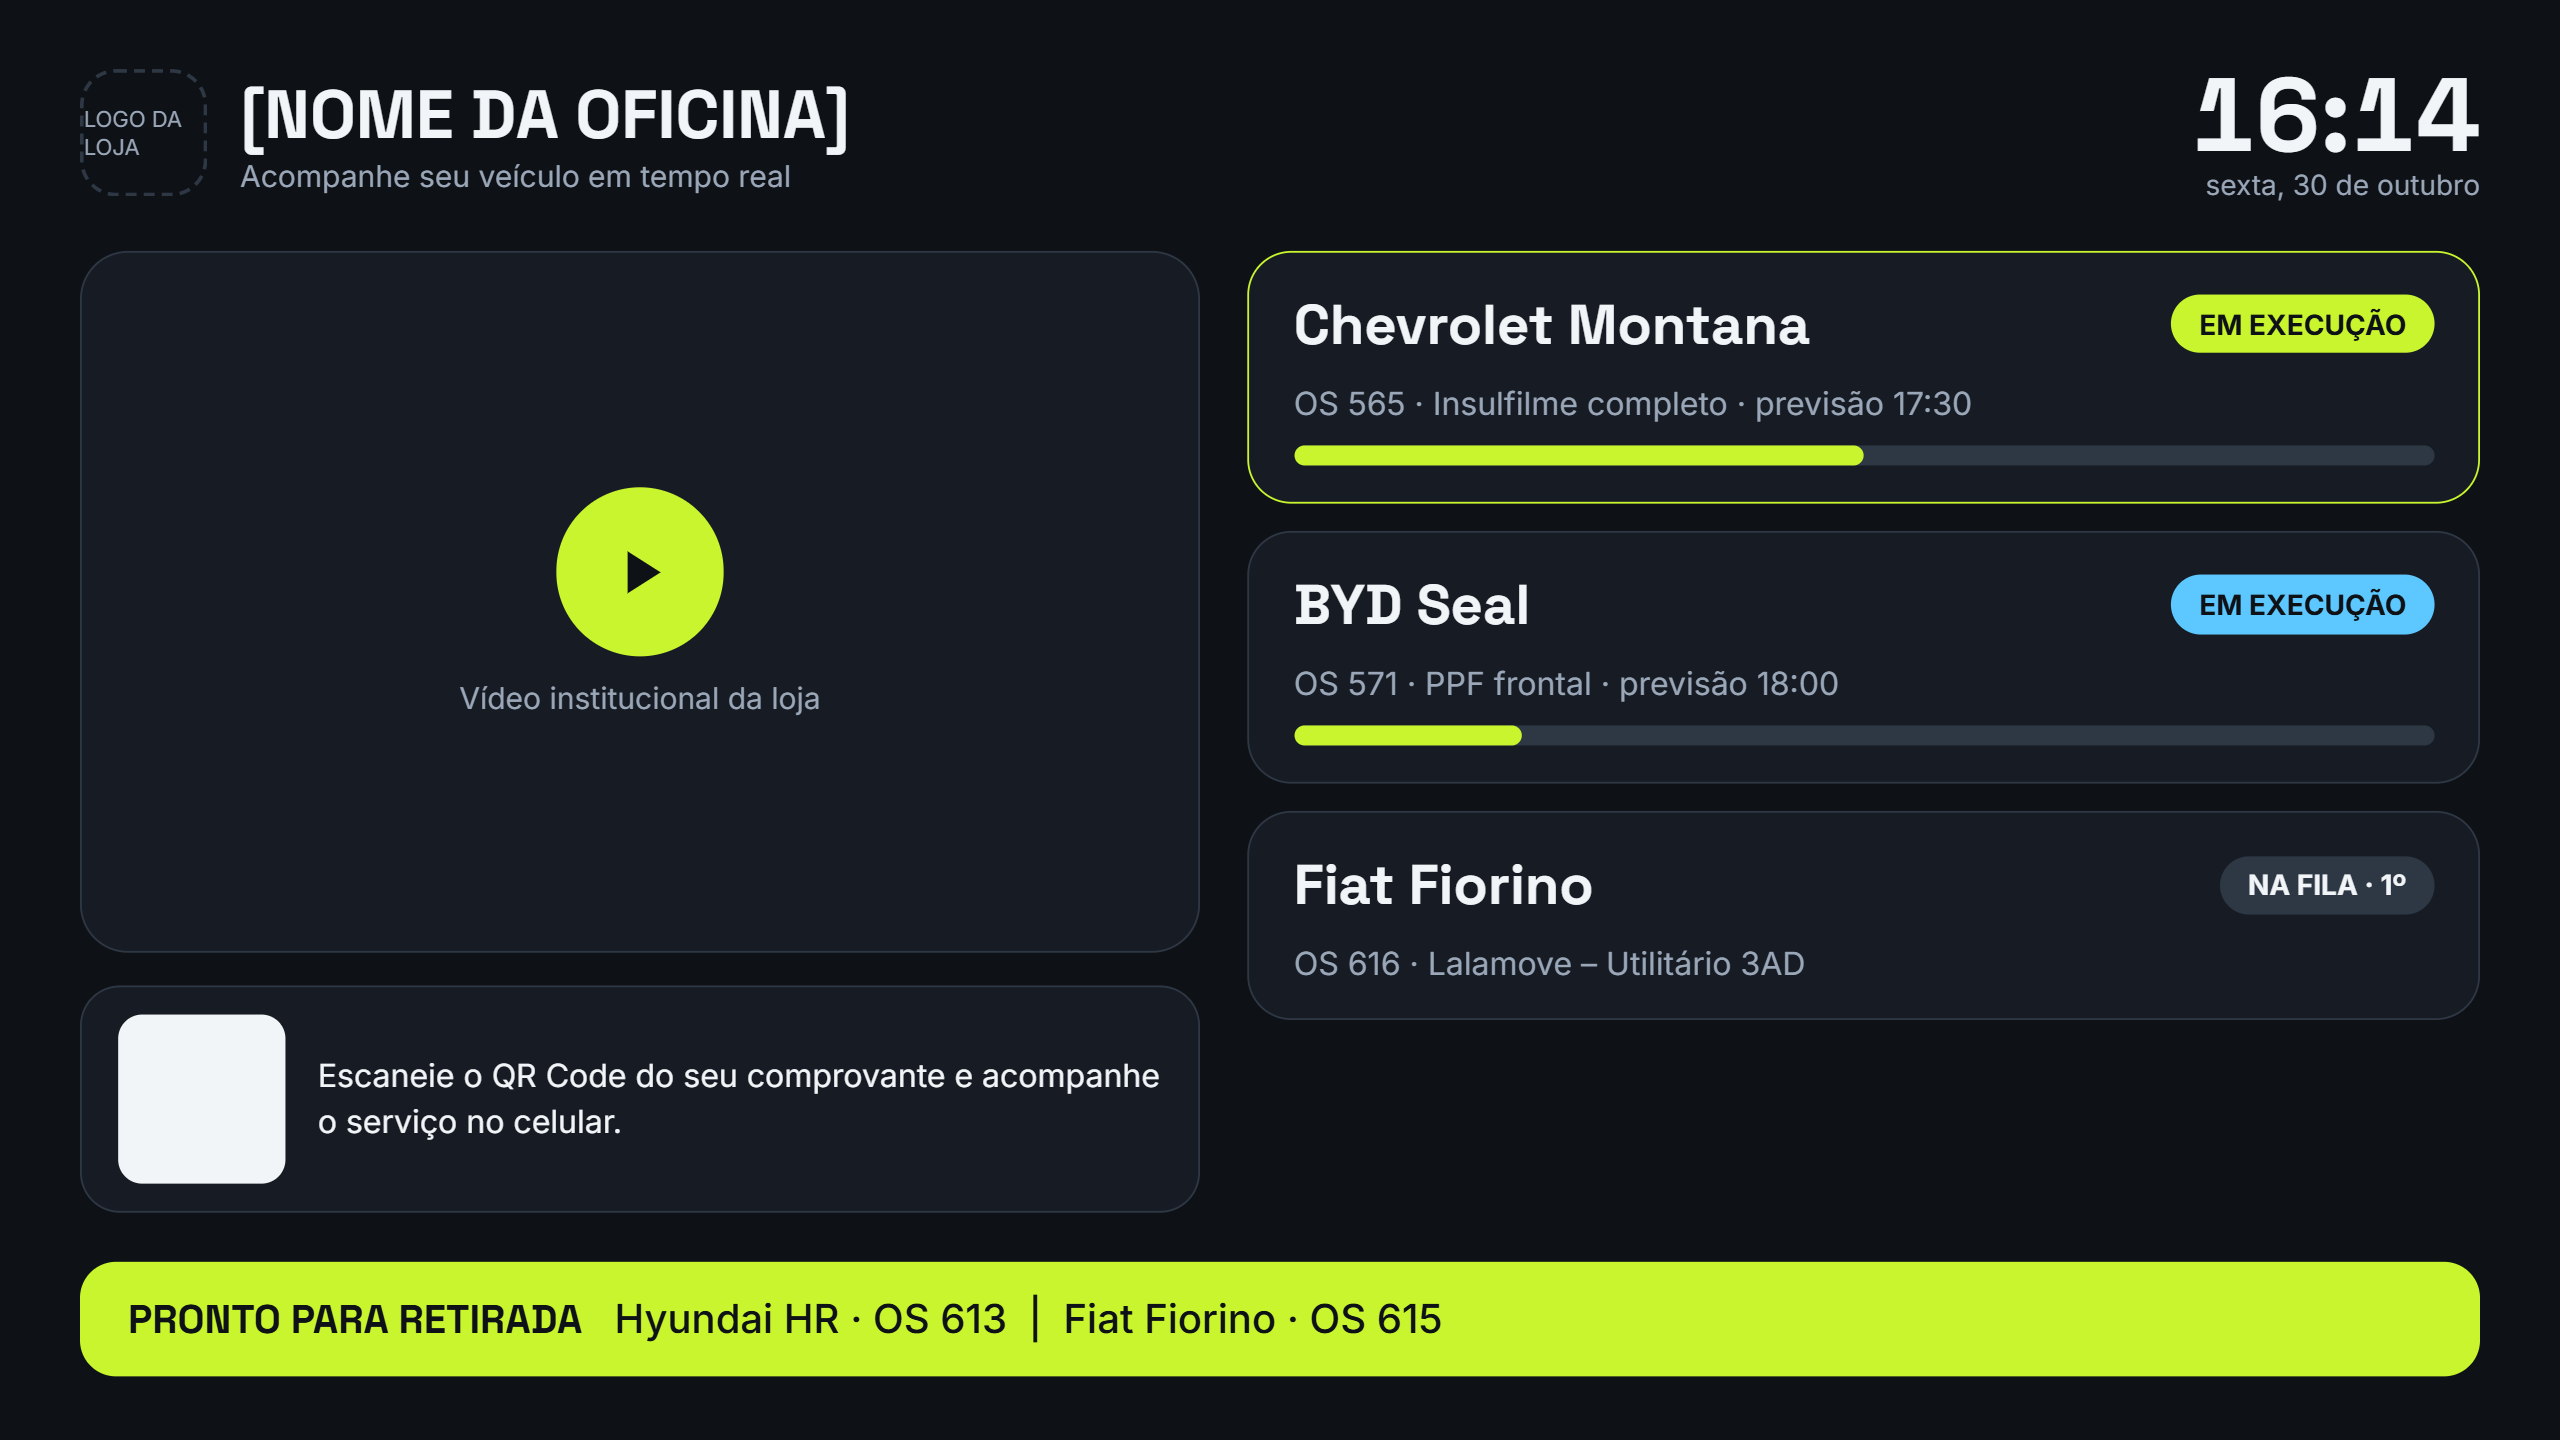 LOGO DA
LOJA
[NOME DA OFICINA]
Acompanhe seu veículo em tempo real
16:14
sexta, 30 de outubro
Vídeo institucional da loja
Escaneie o QR Code do seu comprovante e acompanhe
o serviço no celular.
Chevrolet Montana
EM EXECUÇÃO
OS 565 · Insulfilme completo · previsão 17:30
BYD Seal
EM EXECUÇÃO
OS 571 · PPF frontal · previsão 18:00
Fiat Fiorino
NA FILA · 1º
OS 616 · Lalamove – Utilitário 3AD
PRONTO PARA RETIRADA Hyundai HR · OS 613 | Fiat Fiorino · OS 615